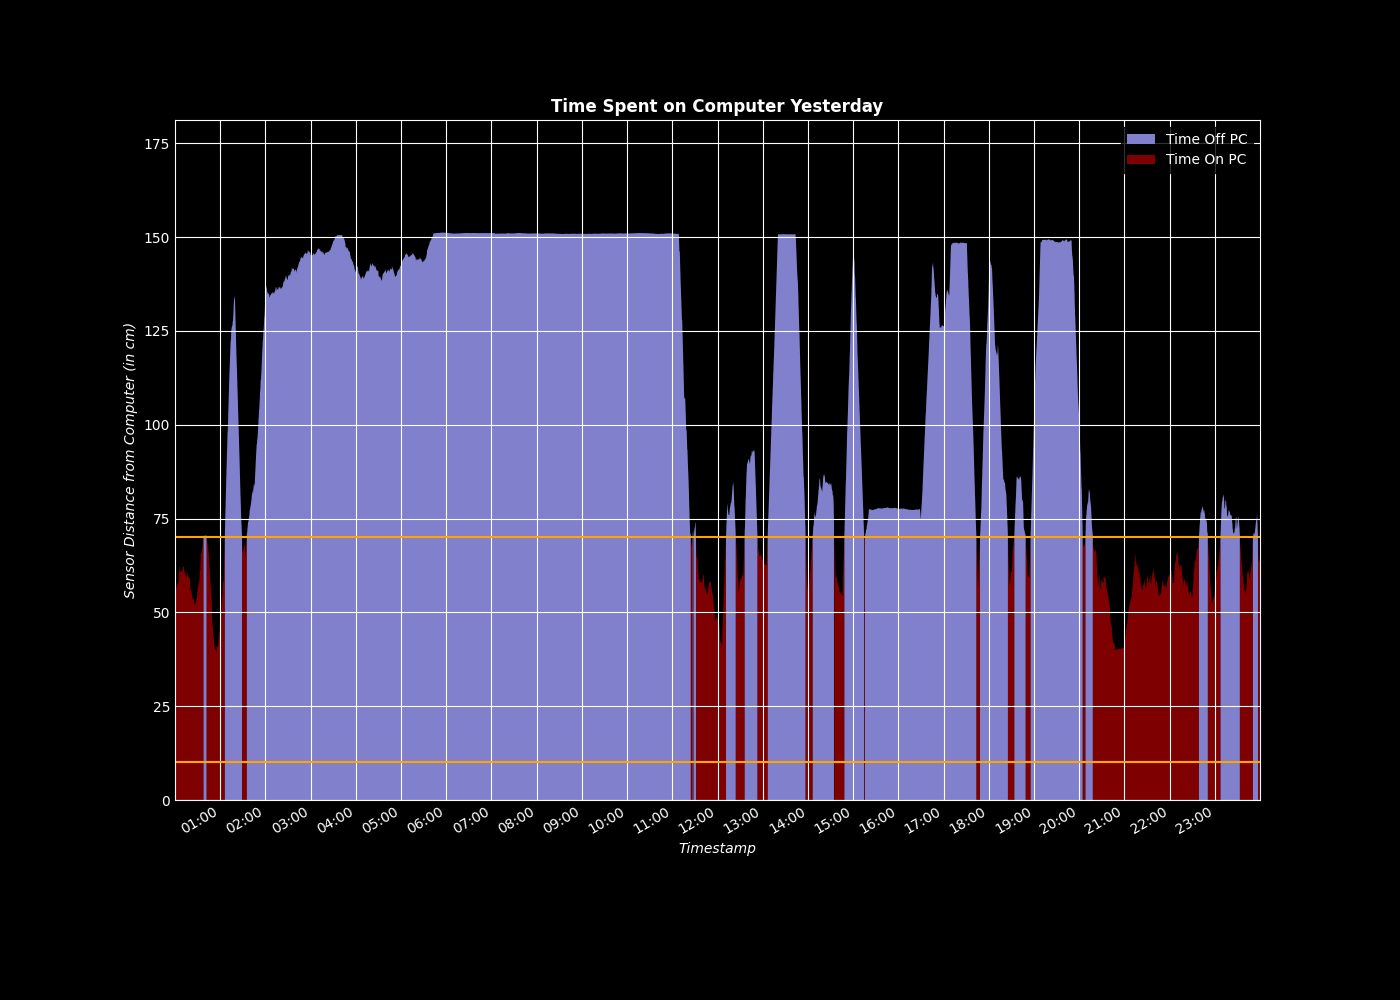 Time Spent on Computer Yesterday
Time Off PC
Time On PC
175
150
125
100
75
50
25
0
Sensor Distance from Computer (in cm)
01:00 02:00 03:00 04:00 05:00 06:00 07:00 08:00 09:00 10:00 11:00 12:00 13:00 14:00 15:00 16:00 17:00 18:00 19:00 20:00 21:00 22:00 23:00
Timestamp